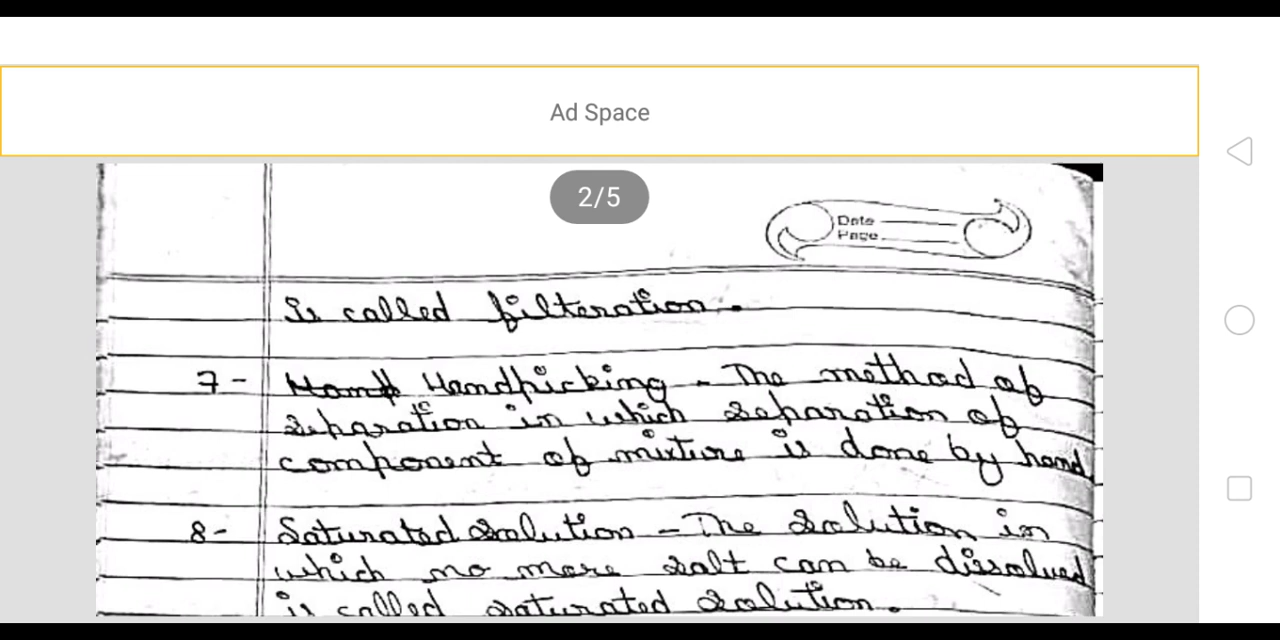 Ad Space
2/5
Date
Page
is called filteration.
7- Hand Handpicking - The method of
separation in which separation of
component of mixture is done by hand
8- Saturated solution - The solution in
which no more salt can be dissolved
is called saturated solution.